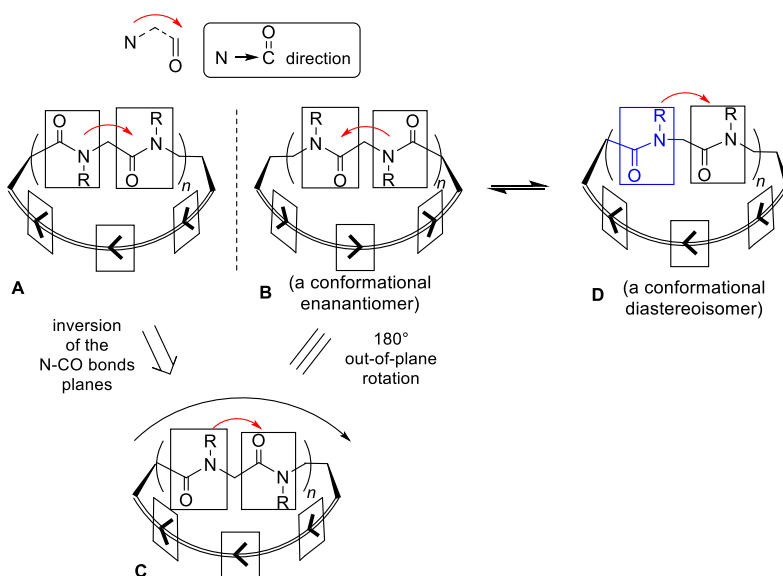 N
O
N
O
C
direction
O
N
R
R
N
O
n
A
R
N
O
O
N
R
n
B
(a conformational
enanantiomer)
O
R
N
O
R
N
n
D
(a conformational
diastereoisomer)
inversion
of the
N-CO bonds
planes
180°
out-of-plane
rotation
R
N
O
O
N
R
n
C